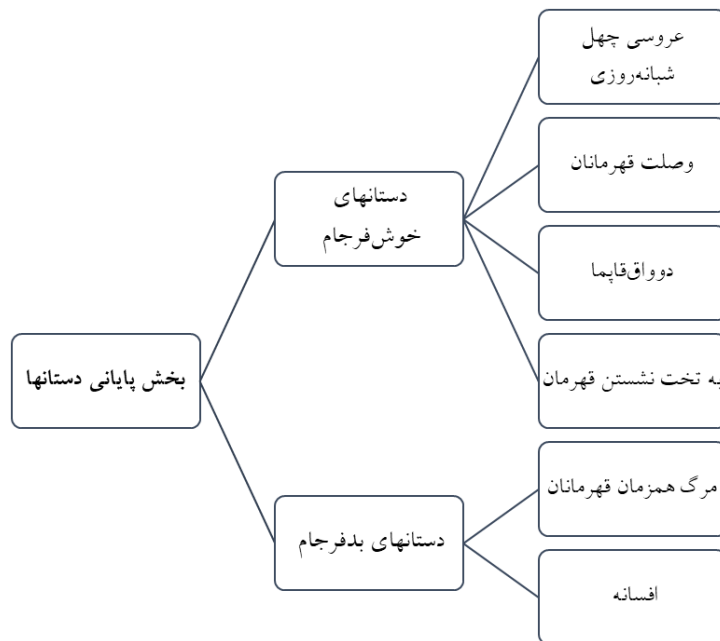 بخش پایانی دستانها
دستانهای
خوش‌فرجام
عروسی چهل
شبانه‌روزی
وصلت قهرمانان
دوواق‌قاپما
به تخت نشستن قهرمان
دستانهای بدفرجام
مرگ همزمان قهرمانان
افسانه